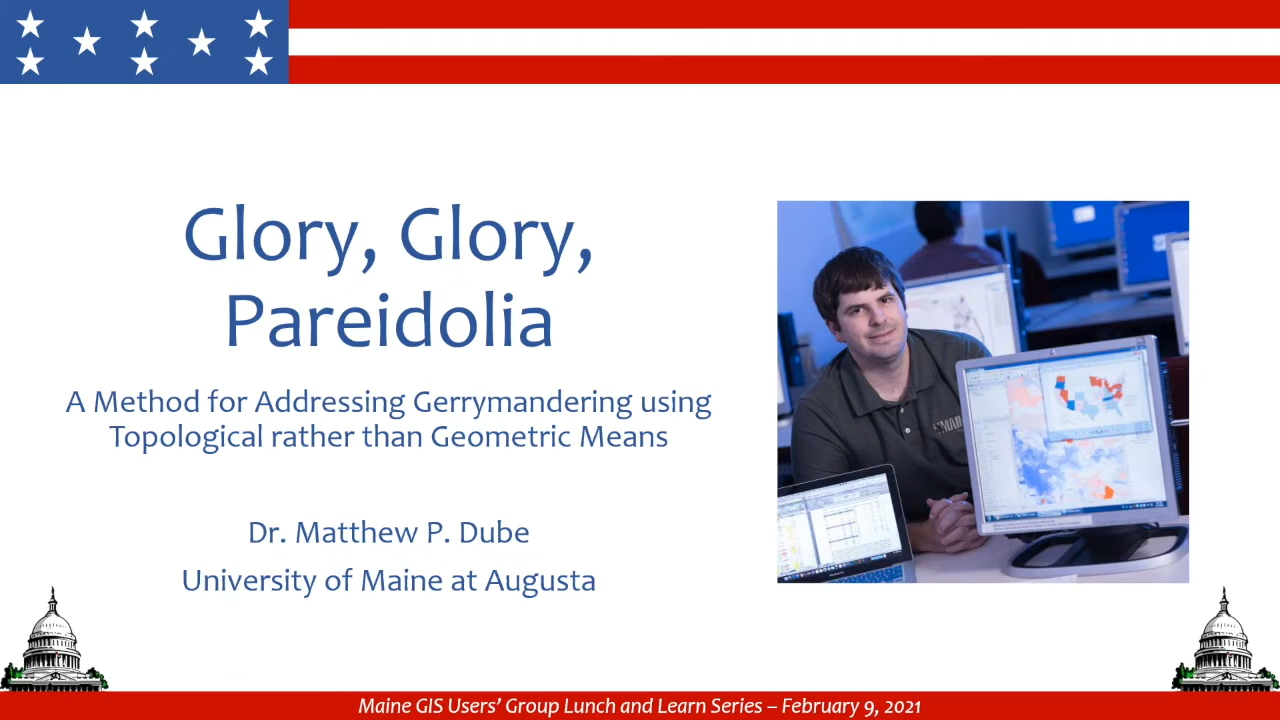 Glory, Glory,
Pareidolia
A Method for Addressing Gerrymandering using
Topological rather than Geometric Means
Dr. Matthew P. Dube
University of Maine at Augusta
Maine GIS Users’ Group Lunch and Learn Series – February 9, 2021